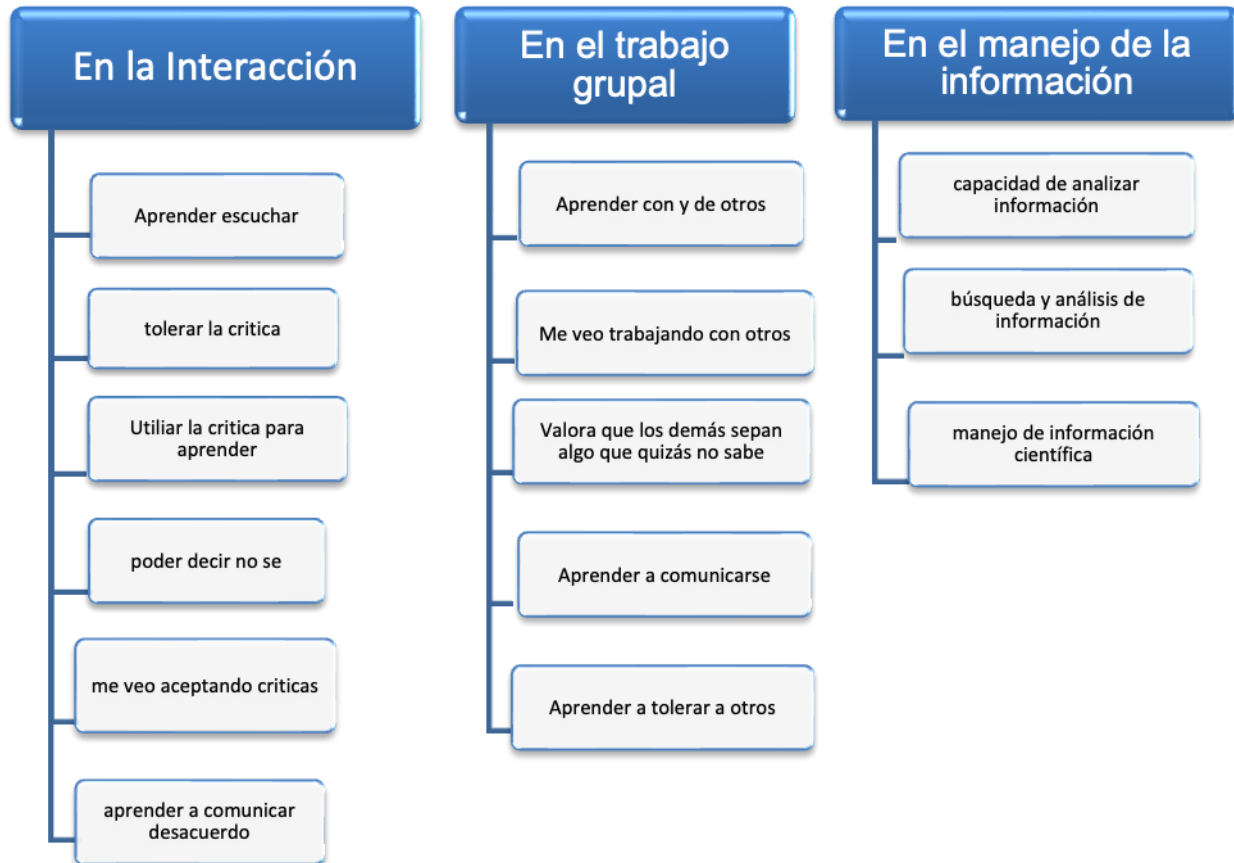 En la Interacción
Aprender escuchar
tolerar la critica
Utiliar la critica para
aprender
poder decir no se
me veo aceptando criticas
aprender a comunicar
desacuerdo
En el trabajo
grupal
Aprender con y de otros
Me veo trabajando con otros
Valora que los demás sepan
algo que quizás no sabe
Aprender a comunicarse
Aprender a tolerar a otros
En el manejo de la
información
capacidad de analizar
información
búsqueda y análisis de
información
manejo de información
científica